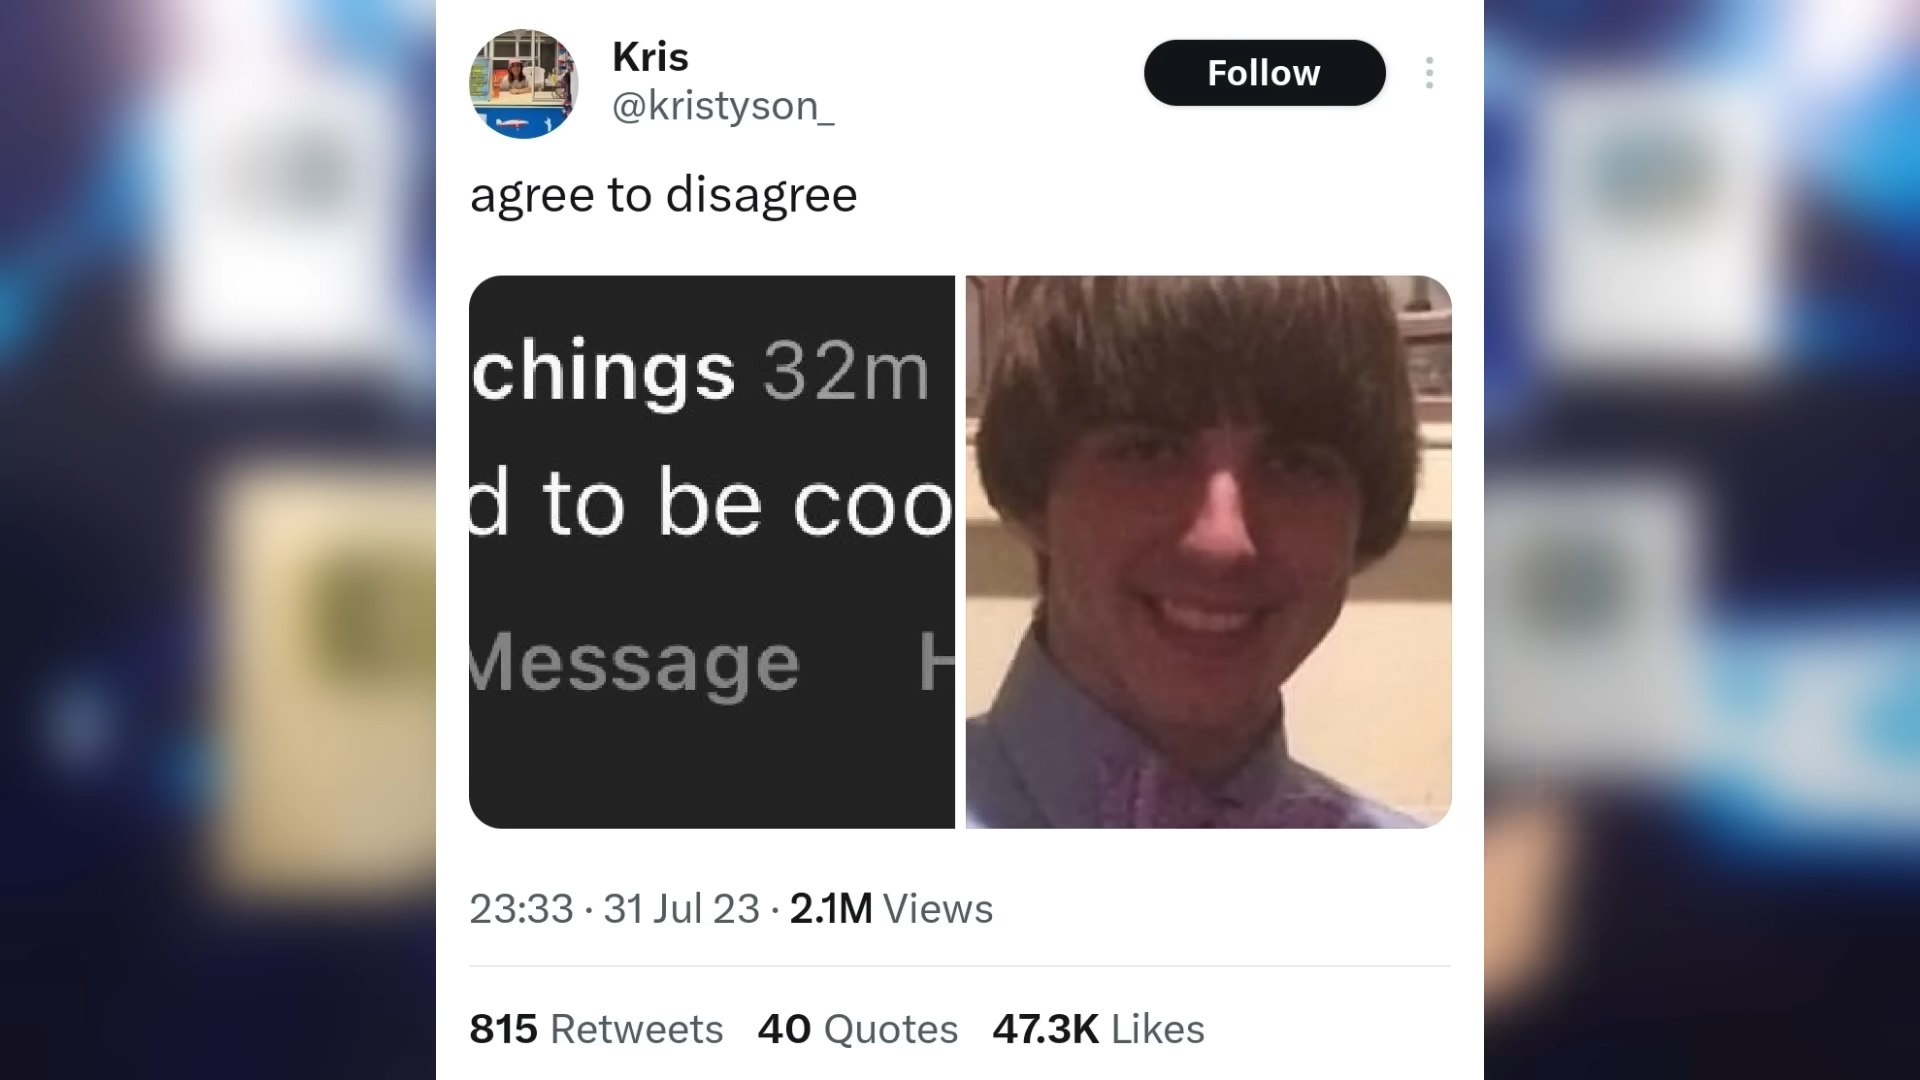 Kris
@kristyson_
Follow
agree to disagree
chings 32m
d to be coo
Message H
23:33 · 31 Jul 23 · 2.1M Views
815 Retweets 40 Quotes 47.3K Likes